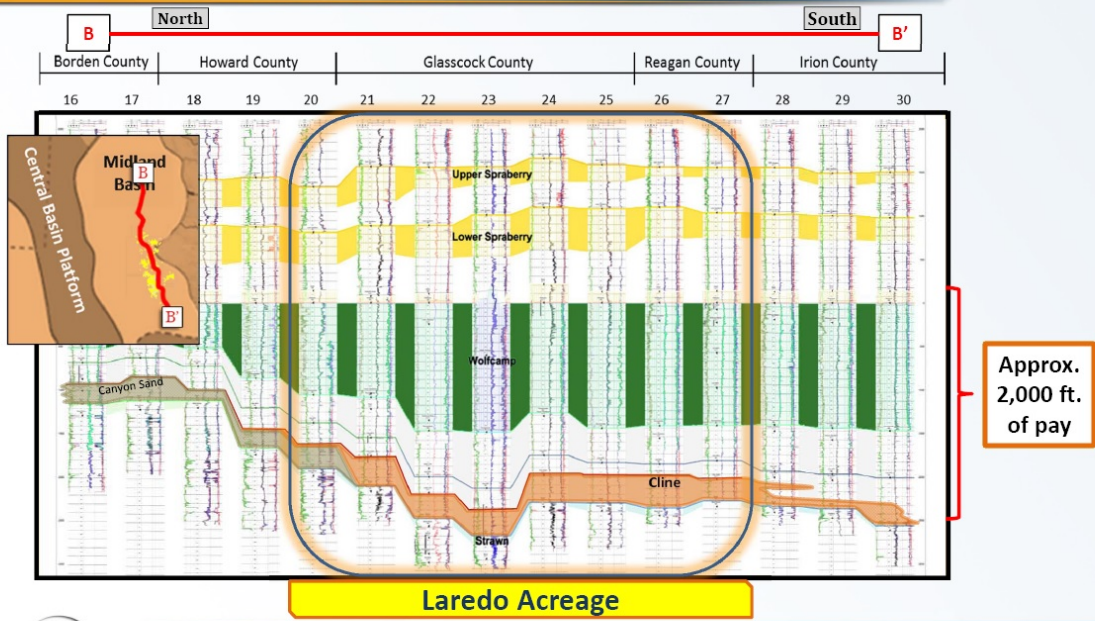 North
South
B
B'
Borden County
Howard County
Glasscock County
Reagan County
Irion County
16 17 18 19 20 21 22 23 24 25 26 27 28 29 30
Central Basin Platform
Midland
Basin
B
B'
Upper Spraberry
Lower Spraberry
Wolfcamp
Canyon Sand
Cline
Strawn
Approx.
2,000 ft.
of pay
Laredo Acreage